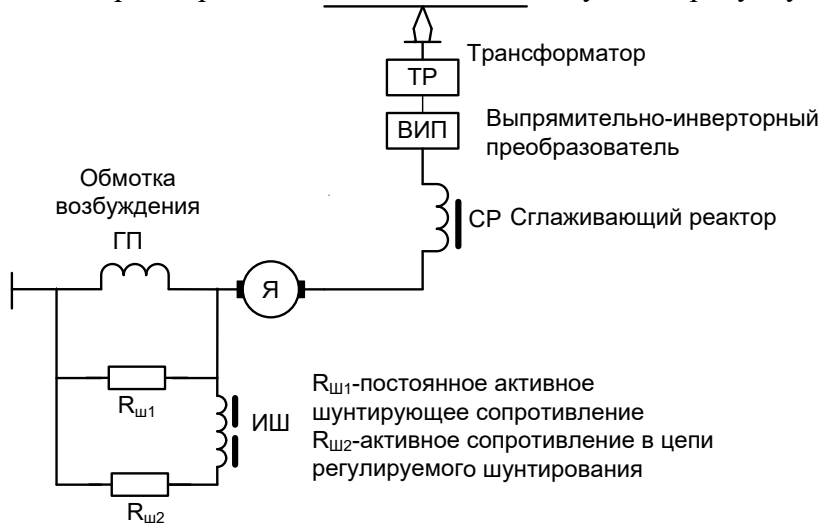 Трансформатор
ТР
ВИП
Выпрямительно-инверторный
преобразователь
Обмотка
возбуждения
ГП
СР Сглаживающий реактор
Я
Rш1
ИШ
RШ1-постоянное активное
шунтирующее сопротивление
RШ2-активное сопротивление в цепи
регулируемого шунтирования
Rш2